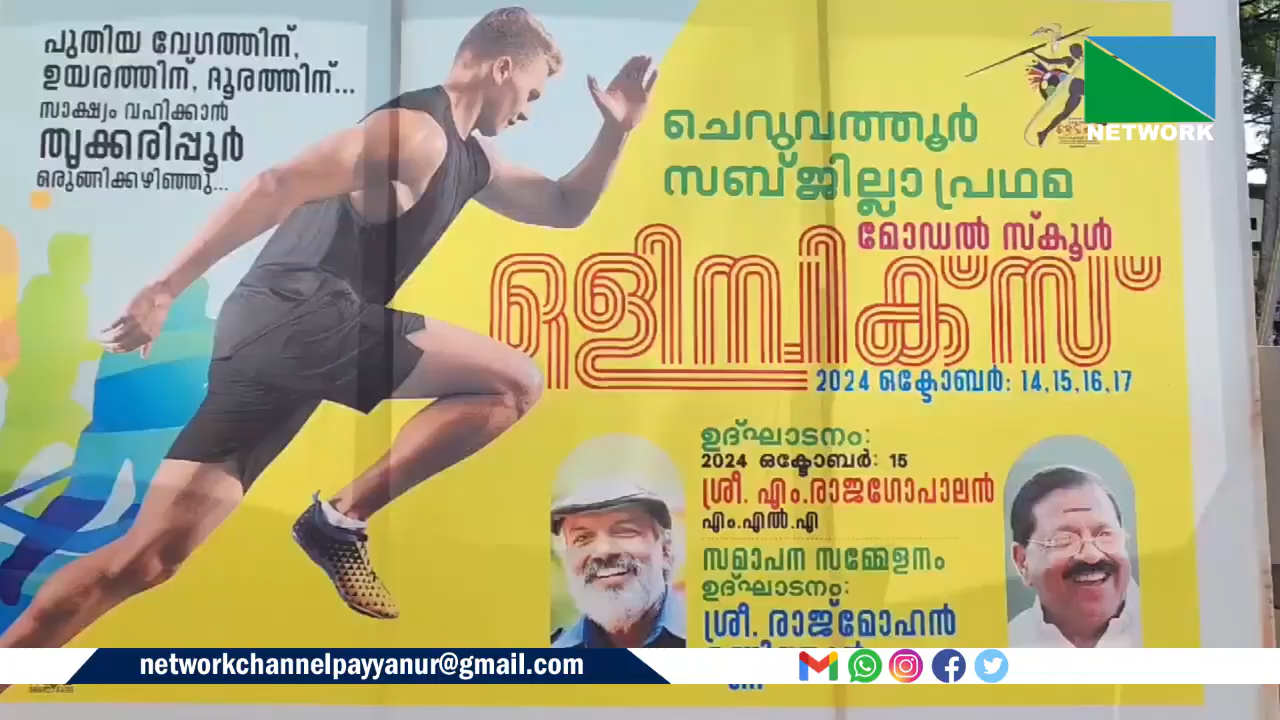 പുതിയ വേഗത്തിന്,
ഉയരത്തിന്, ദൂരത്തിന്...
സാക്ഷ്യം വഹിക്കാൻ
തൃക്കരിപ്പൂർ
ഒരുങ്ങിക്കഴിഞ്ഞു...
NETWORK
ചെറുവത്തൂർ
സബ്ജില്ലാ പ്രഥമ
മോഡൽ സ്കൂൾ
ഒളിമ്പിക്സ്
2024 ഒക്ടോബർ: 14,15,16,17
ഉദ്ഘാടനം:
2024 ഒക്ടോബർ: 15
ശ്രീ. എം.രാജഗോപാലൻ
എം.എൽ.എ
സമാപന സമ്മേളനം
ഉദ്ഘാടനം:
ശ്രീ. രാജ്മോഹൻ
networkchannelpayyanur@gmail.com